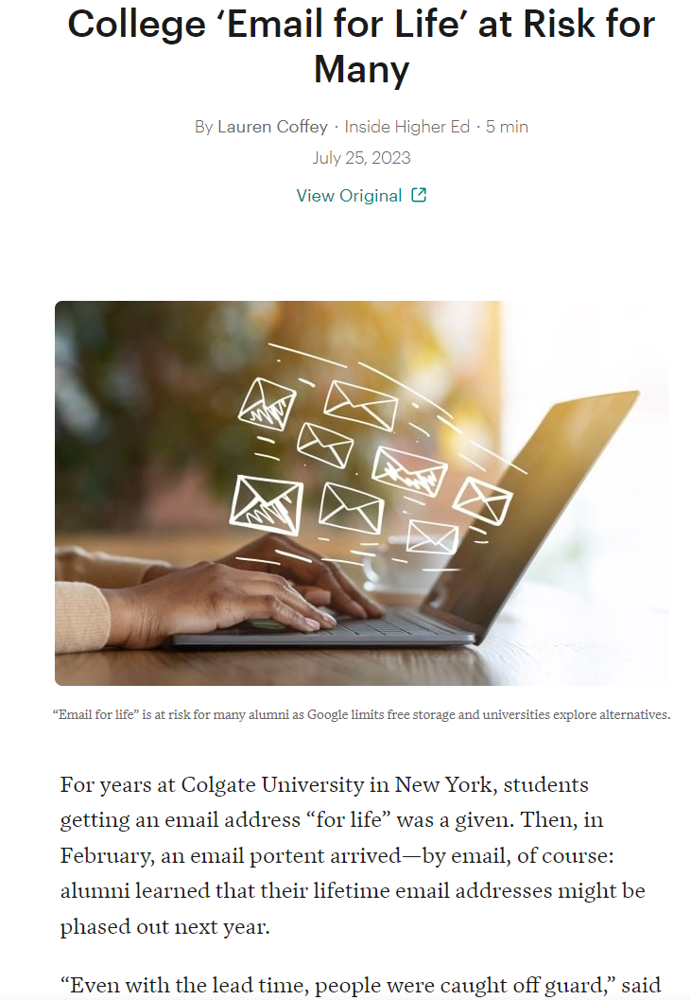 College ‘Email for Life’ at Risk for
Many
By Lauren Coffey · Inside Higher Ed · 5 min
July 25, 2023
View Original
“Email for life” is at risk for many alumni as Google limits free storage and universities explore alternatives.
For years at Colgate University in New York, students
getting an email address “for life” was a given. Then, in
February, an email portent arrived—by email, of course:
alumni learned that their lifetime email addresses might be
phased out next year.
“Even with the lead time, people were caught off guard,” said